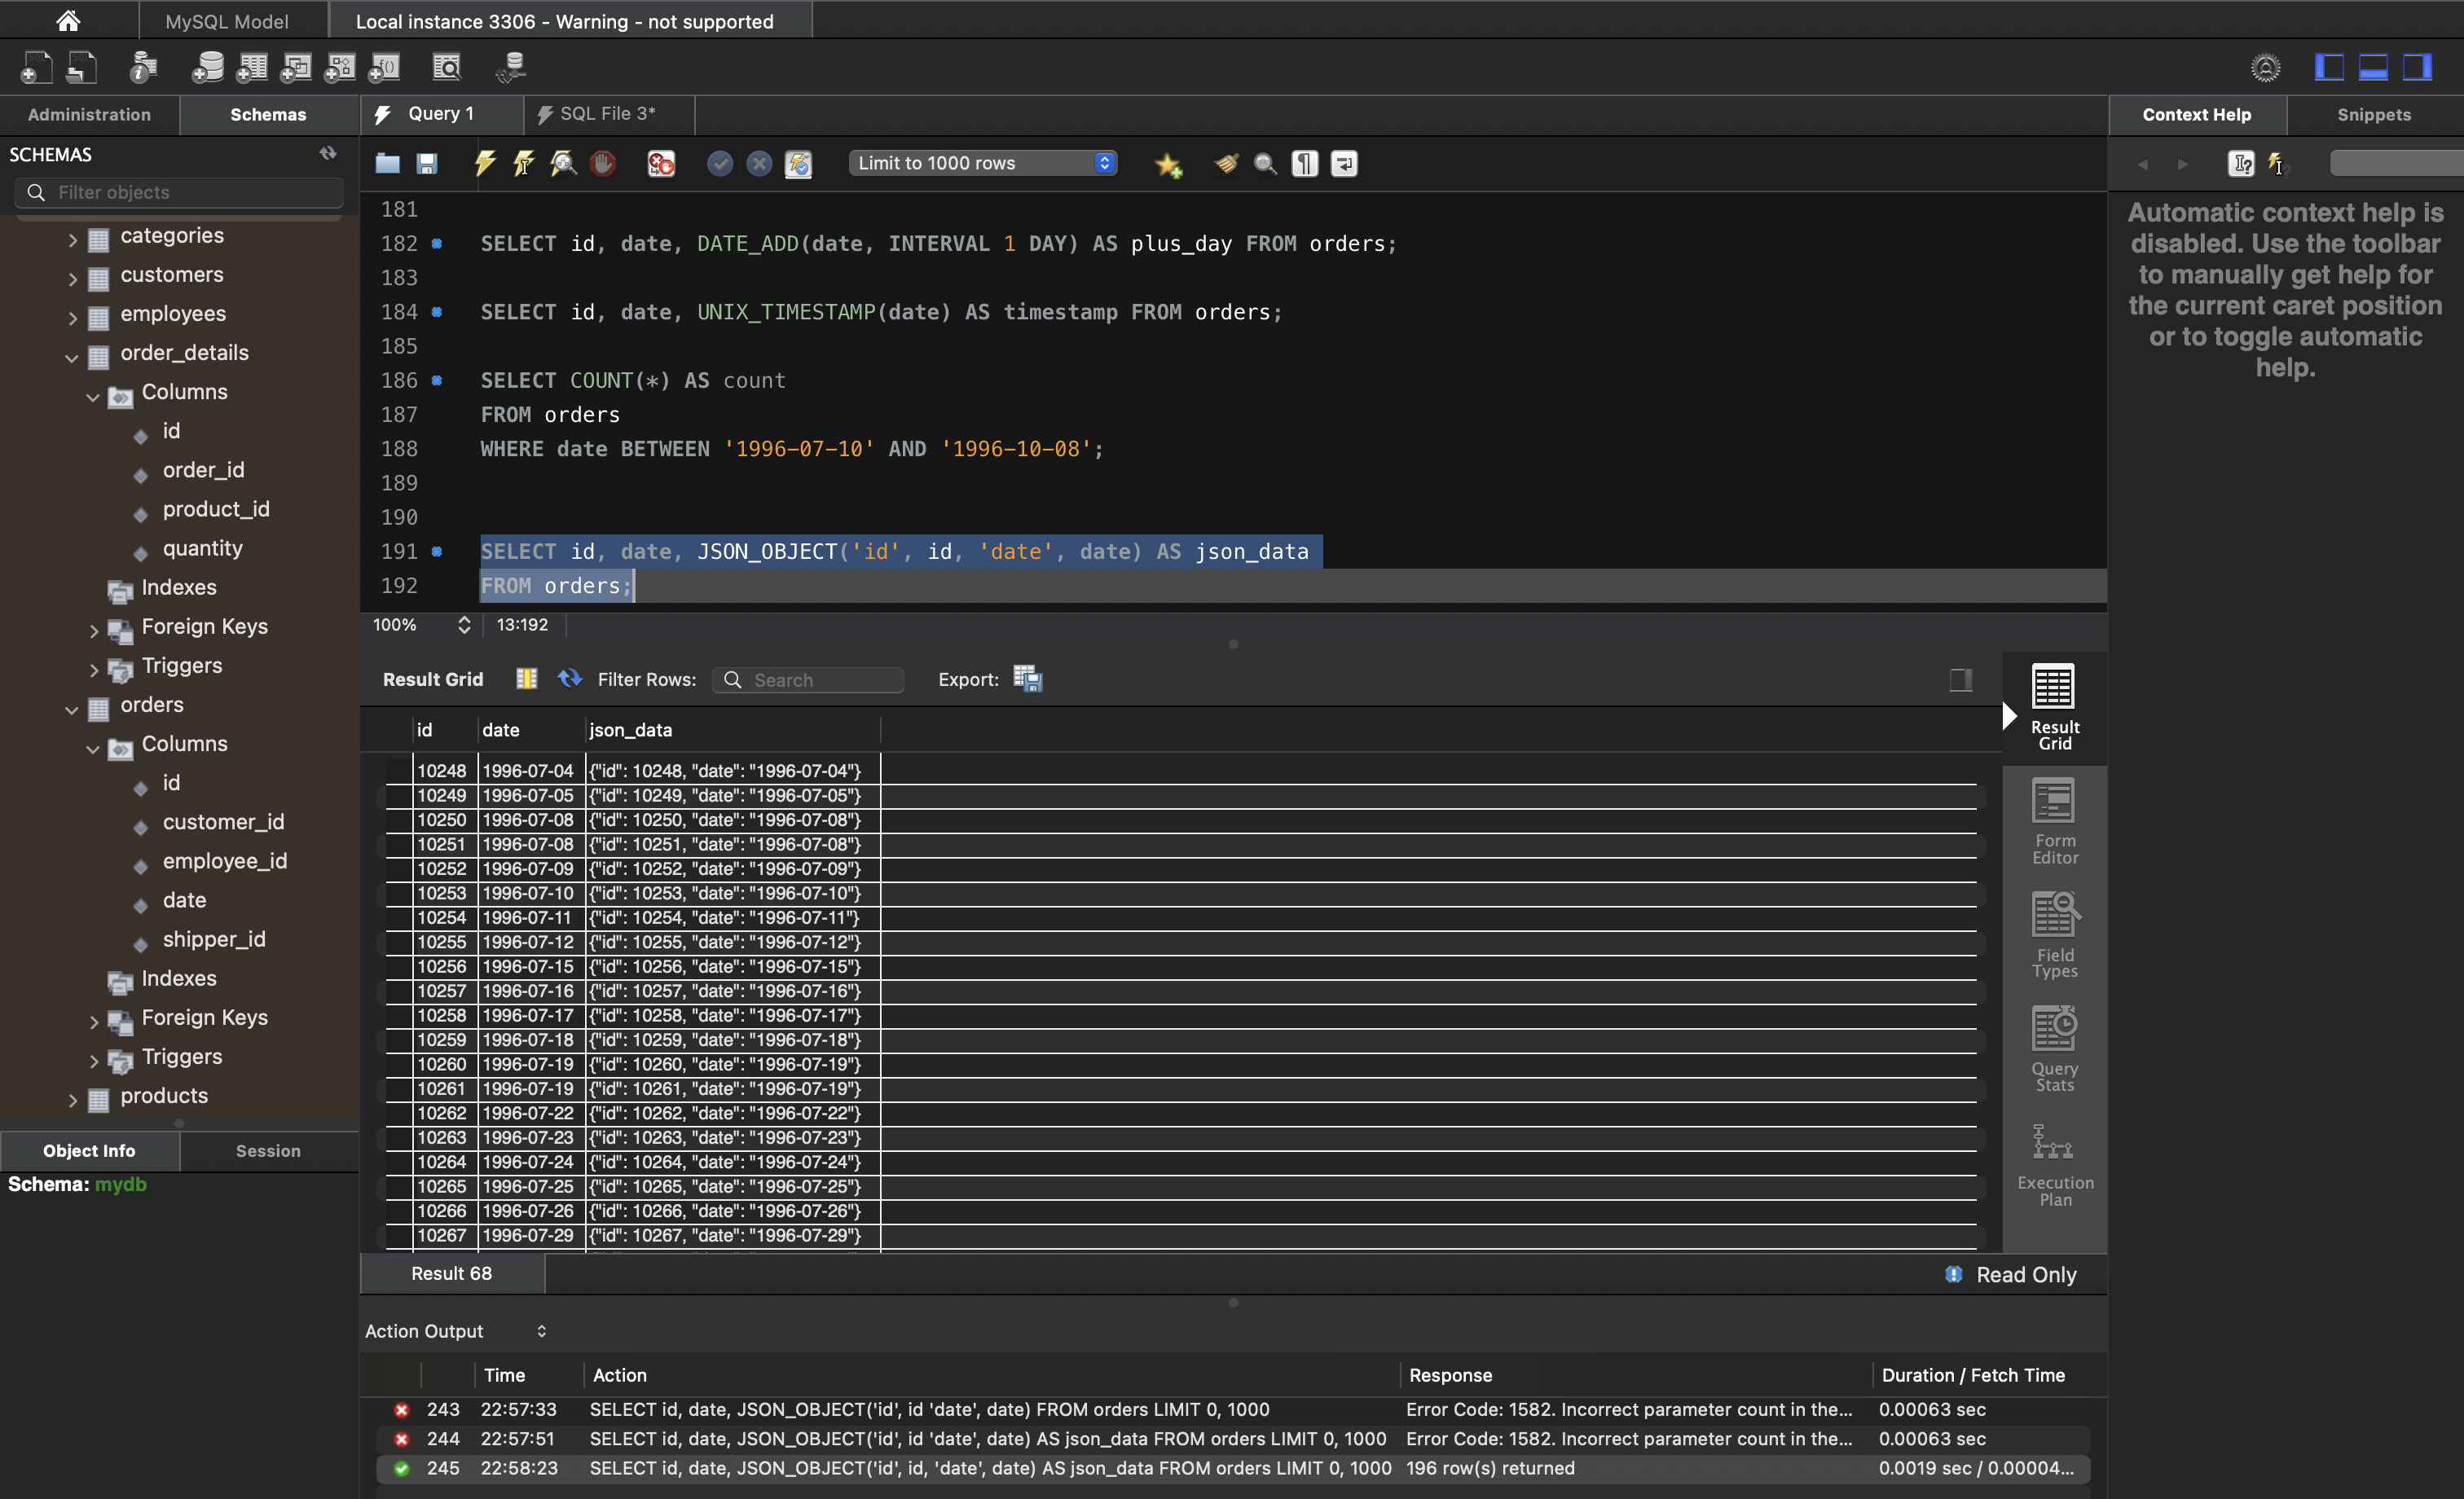 MySQL Model
Local instance 3306 - Warning - not supported
Administration
Schemas
Query 1
SQL File 3*
Context Help
Snippets
SCHEMAS
Filter objects
Limit to 1000 rows
categories
customers
employees
order_details
Columns
id
order_id
product_id
quantity
Indexes
Foreign Keys
Triggers
orders
Columns
id
customer_id
employee_id
date
shipper_id
Indexes
Foreign Keys
Triggers
products
Object Info
Session
Schema: mydb
181
182 SELECT id, date, DATE_ADD(date, INTERVAL 1 DAY) AS plus_day FROM orders;
183
184 SELECT id, date, UNIX_TIMESTAMP(date) AS timestamp FROM orders;
185
186 SELECT COUNT(*) AS count
187 FROM orders
188 WHERE date BETWEEN '1996-07-10' AND '1996-10-08';
189
190
191 SELECT id, date, JSON_OBJECT('id', id, 'date', date) AS json_data
192 FROM orders;
100%
13:192
Automatic context help is
disabled. Use the toolbar
to manually get help for
the current caret position
or to toggle automatic
help.
Result Grid
Filter Rows:
Search
Export:
id date json_data
10248 1996-07-04 {"id": 10248, "date": "1996-07-04"}
10249 1996-07-05 {"id": 10249, "date": "1996-07-05"}
10250 1996-07-08 {"id": 10250, "date": "1996-07-08"}
10251 1996-07-08 {"id": 10251, "date": "1996-07-08"}
10252 1996-07-09 {"id": 10252, "date": "1996-07-09"}
10253 1996-07-10 {"id": 10253, "date": "1996-07-10"}
10254 1996-07-11 {"id": 10254, "date": "1996-07-11"}
10255 1996-07-12 {"id": 10255, "date": "1996-07-12"}
10256 1996-07-15 {"id": 10256, "date": "1996-07-15"}
10257 1996-07-16 {"id": 10257, "date": "1996-07-16"}
10258 1996-07-17 {"id": 10258, "date": "1996-07-17"}
10259 1996-07-18 {"id": 10259, "date": "1996-07-18"}
10260 1996-07-19 {"id": 10260, "date": "1996-07-19"}
10261 1996-07-19 {"id": 10261, "date": "1996-07-19"}
10262 1996-07-22 {"id": 10262, "date": "1996-07-22"}
10263 1996-07-23 {"id": 10263, "date": "1996-07-23"}
10264 1996-07-24 {"id": 10264, "date": "1996-07-24"}
10265 1996-07-25 {"id": 10265, "date": "1996-07-25"}
10266 1996-07-26 {"id": 10266, "date": "1996-07-26"}
10267 1996-07-29 {"id": 10267, "date": "1996-07-29"}
Result
Grid
Form
Editor
Field
Types
Query
Stats
Execution
Plan
Result 68
Read Only
Action Output
Time Action Response Duration / Fetch Time
243 22:57:33 SELECT id, date, JSON_OBJECT('id', id 'date', date) FROM orders LIMIT 0, 1000 Error Code: 1582. Incorrect parameter count in the... 0.00063 sec
244 22:57:51 SELECT id, date, JSON_OBJECT('id', id 'date', date) AS json_data FROM orders LIMIT 0, 1000 Error Code: 1582. Incorrect parameter count in the... 0.00063 sec
245 22:58:23 SELECT id, date, JSON_OBJECT('id', id, 'date', date) AS json_data FROM orders LIMIT 0, 1000 196 row(s) returned 0.0019 sec / 0.00004...